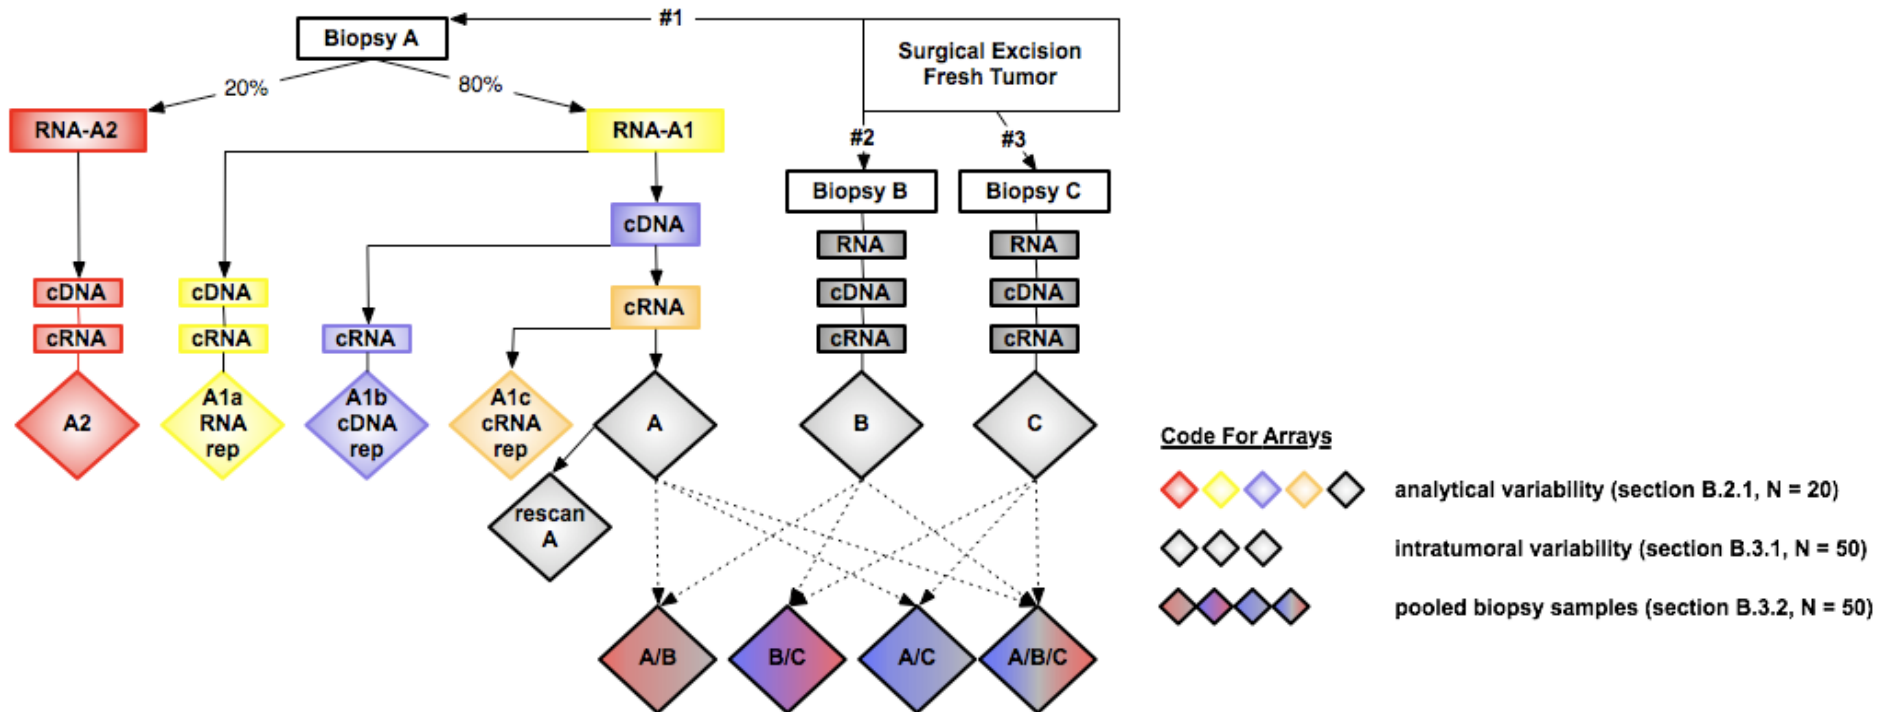 #1
Biopsy A
Surgical Excision
Fresh Tumor
20%
80%
RNA-A2
RNA-A1
#2
#3
Biopsy B
Biopsy C
cDNA
RNA
RNA
cDNA
cDNA
cDNA
cDNA
cRNA
cRNA
cRNA
cRNA
cRNA
cRNA
A2
A1a
RNA
rep
A1b
cDNA
rep
A1c
cRNA
rep
A
B
C
rescan
A
A/B
B/C
A/C
A/B/C
Code For Arrays
analytical variability (section B.2.1, N = 20)
intratumoral variability (section B.3.1, N = 50)
pooled biopsy samples (section B.3.2, N = 50)